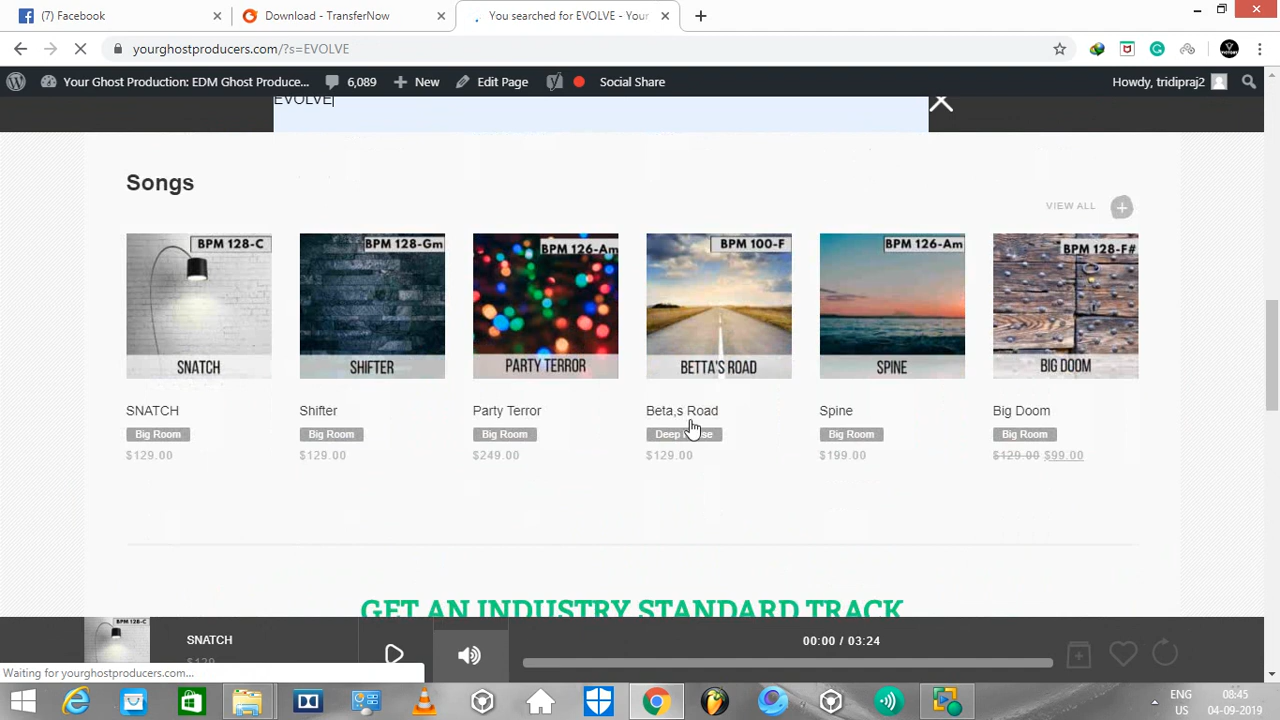 (7) Facebook
Download - TransferNow
You searched for EVOLVE - Your
yourghostproducers.com/?s=EVOLVE
Your Ghost Production: EDM Ghost Produce...
6,089
New
Edit Page
Social Share
Howdy, tridipraj2
EVOLVE
Songs
VIEW ALL
BPM 128-C
BPM 128-Gm
BPM 126-Am
BPM 100-F
BPM 126-Am
BPM 128-F#
SNATCH
SHIFTER
PARTY TERROR
BETTA'S ROAD
SPINE
BIG DOOM
SNATCH
Shifter
Party Terror
Beta,s Road
Spine
Big Doom
Big Room
Big Room
Big Room
Big Room
Big Room
$129.00
$129.00
$249.00
$129.00
$199.00
$129.00 $99.00
GET AN INDUSTRY STANDARD TRACK
BPM 128-C
SNATCH
$129
00:00 / 03:24
Waiting for yourghostproducers.com...
ENG
US
08:45
04-09-2019